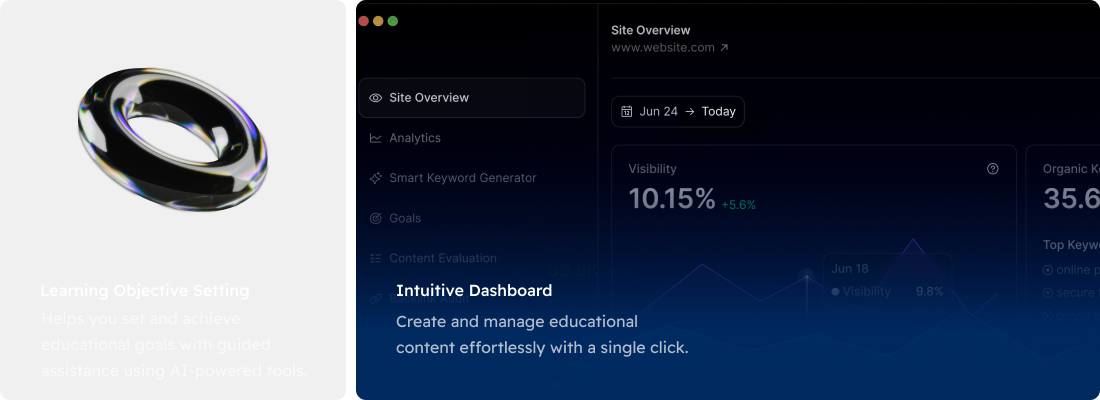 Learning Objective Setting
Helps you set and achieve
educational goals with guided
assistance using AI-powered tools.
Site Overview
Analytics
Smart Keyword Generator
Goals
Content Evaluation
Site Overview
www.website.com ↗
12
Jun 24 → Today
Visibility
10.15% +5.6%
Jun 18
Visibility 9.8%
Organic K
35.6
Top Keyw
online p
secure
Intuitive Dashboard
Create and manage educational
content effortlessly with a single click.